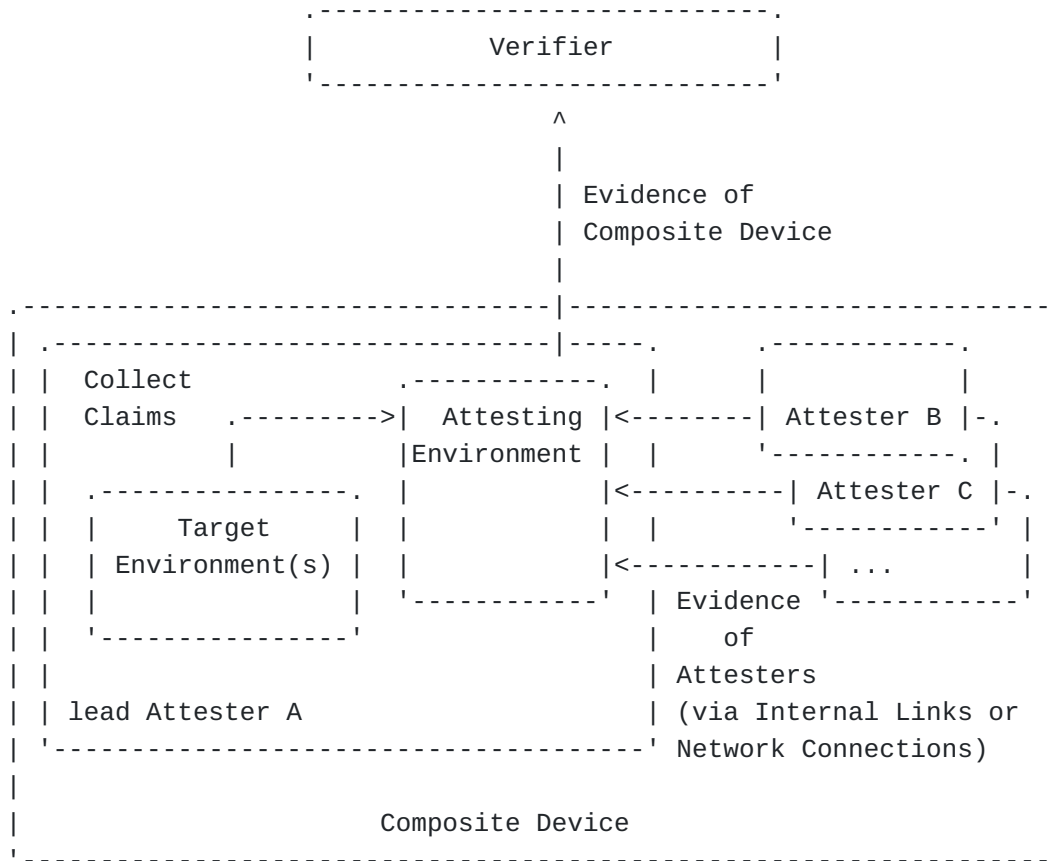 Verifier
Evidence of
Composite Device
Collect
Claims Attesting Attester B
Environment
Attester C
Target
Environment(s) ...
Evidence
of
Attesters
lead Attester A (via Internal Links or
Network Connections)
Composite Device